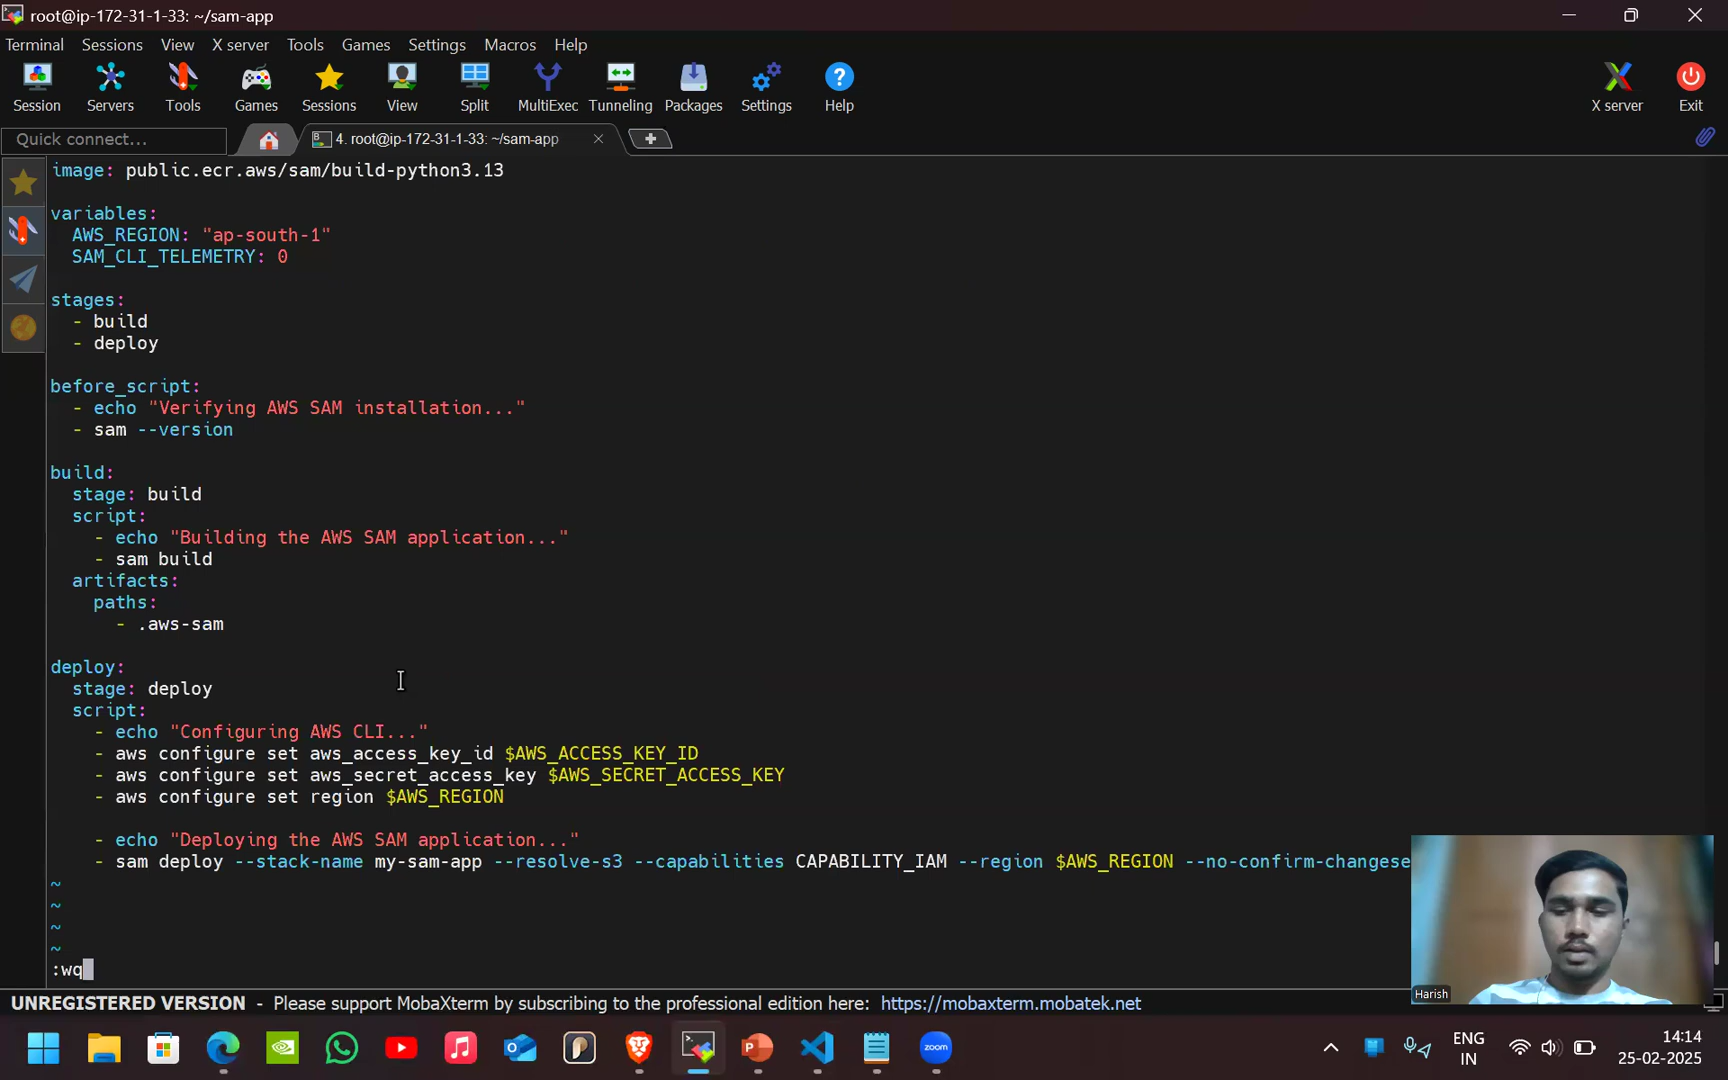 root@ip-172-31-1-33: ~/sam-app
Terminal Sessions View X server Tools Games Settings Macros Help
Session Servers Tools Games Sessions View Split MultiExec Tunneling Packages Settings Help X server Exit
Quick connect...
4. root@ip-172-31-1-33: ~/sam-app
image: public.ecr.aws/sam/build-python3.13
variables:
  AWS_REGION: "ap-south-1"
  SAM_CLI_TELEMETRY: 0
stages:
  - build
  - deploy
before_script:
  - echo "Verifying AWS SAM installation..."
  - sam --version
build:
  stage: build
  script:
    - echo "Building the AWS SAM application..."
    - sam build
  artifacts:
    paths:
      - .aws-sam
deploy:
  stage: deploy
  script:
    - echo "Configuring AWS CLI..."
    - aws configure set aws_access_key_id $AWS_ACCESS_KEY_ID
    - aws configure set aws_secret_access_key $AWS_SECRET_ACCESS_KEY
    - aws configure set region $AWS_REGION
    - echo "Deploying the AWS SAM application..."
    - sam deploy --stack-name my-sam-app --resolve-s3 --capabilities CAPABILITY_IAM --region $AWS_REGION --no-confirm-changese
~
~
~
~
:wq
Harish
UNREGISTERED VERSION - Please support MobaXterm by subscribing to the professional edition here: https://mobaxterm.mobatek.net
zoom
ENG
IN
14:14
25-02-2025